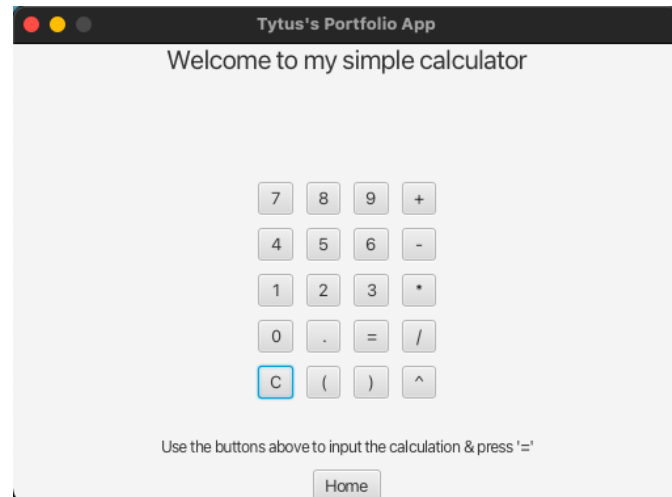 Tytus's Portfolio App
Welcome to my simple calculator
7 8 9 +
4 5 6 -
1 2 3 *
0 . = /
C ( ) ^
Use the buttons above to input the calculation & press '='
Home